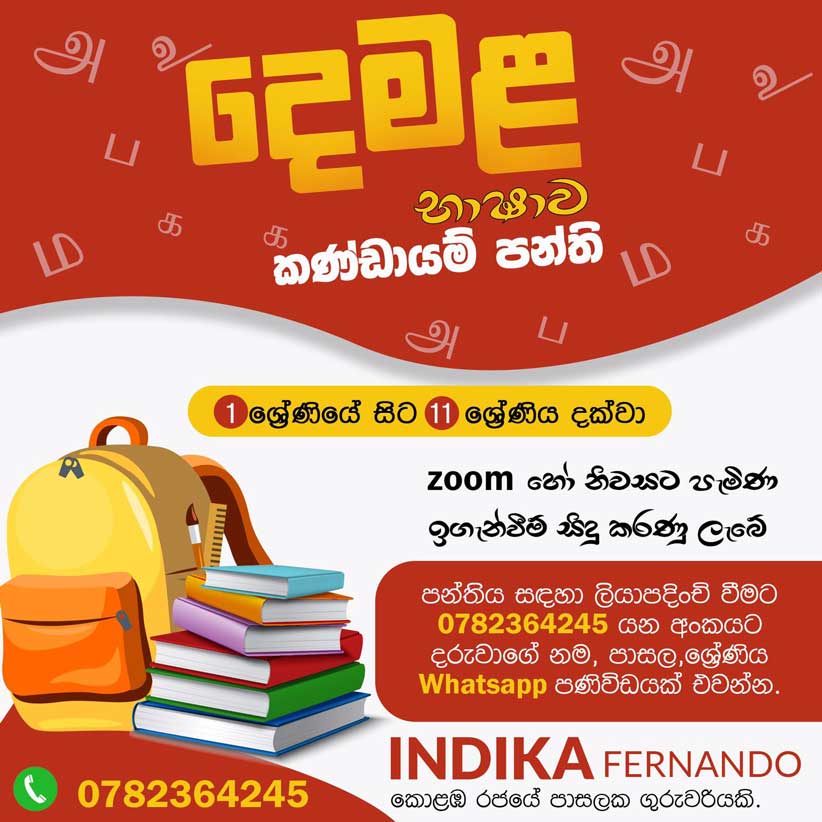 அ உ அ உ
දෙමළ
ப ப
භාෂාව
ம க க ம க
කණ්ඩායම් පන්ති
அ ப
1 ශ්‍රේණියේ සිට 11 ශ්‍රේණිය දක්වා
zoom හෝ නිවසට පැමිණ
ඉගැන්වීම් සිදු කරණු ලැබේ
පන්තිය සඳහා ලියාපදිංචි වීමට
0782364245 යන අංකයට
දරුවාගේ නම, පාසල,ශ්‍රේණිය
Whatsapp පණිවිඩයක් එවන්න.
INDIKA FERNANDO
කොළඹ රජයේ පාසලක ගුරුවරියකි.
0782364245